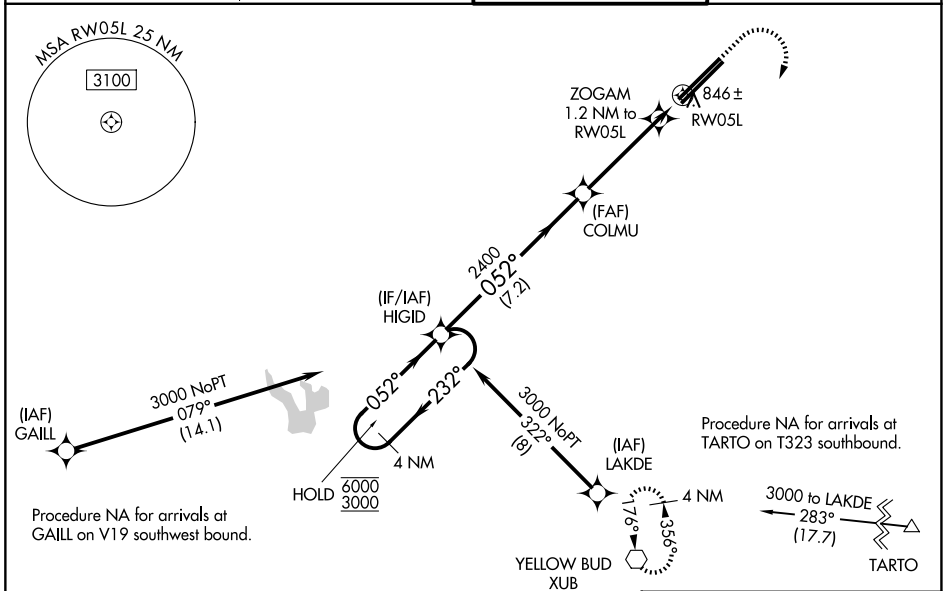 MSA RW05L 25 NM
3100
ZOGAM
1.2 NM to
RW05L
846±
RW05L
(FAF)
COLMU
2400
052°
(7.2)
(IF/IAF)
HIGID
052°
232°
3000 NoPT
079°
(14.1)
(IAF)
GAILL
4 NM
HOLD 6000
3000
3000 NoPT
322°
(8)
(IAF)
LAKDE
Procedure NA for arrivals at
TARTO on T323 southbound.
Procedure NA for arrivals at
GAILL on V19 southwest bound.
4 NM
176°
356°
YELLOW BUD
XUB
3000 to LAKDE
283°
(17.7)
TARTO